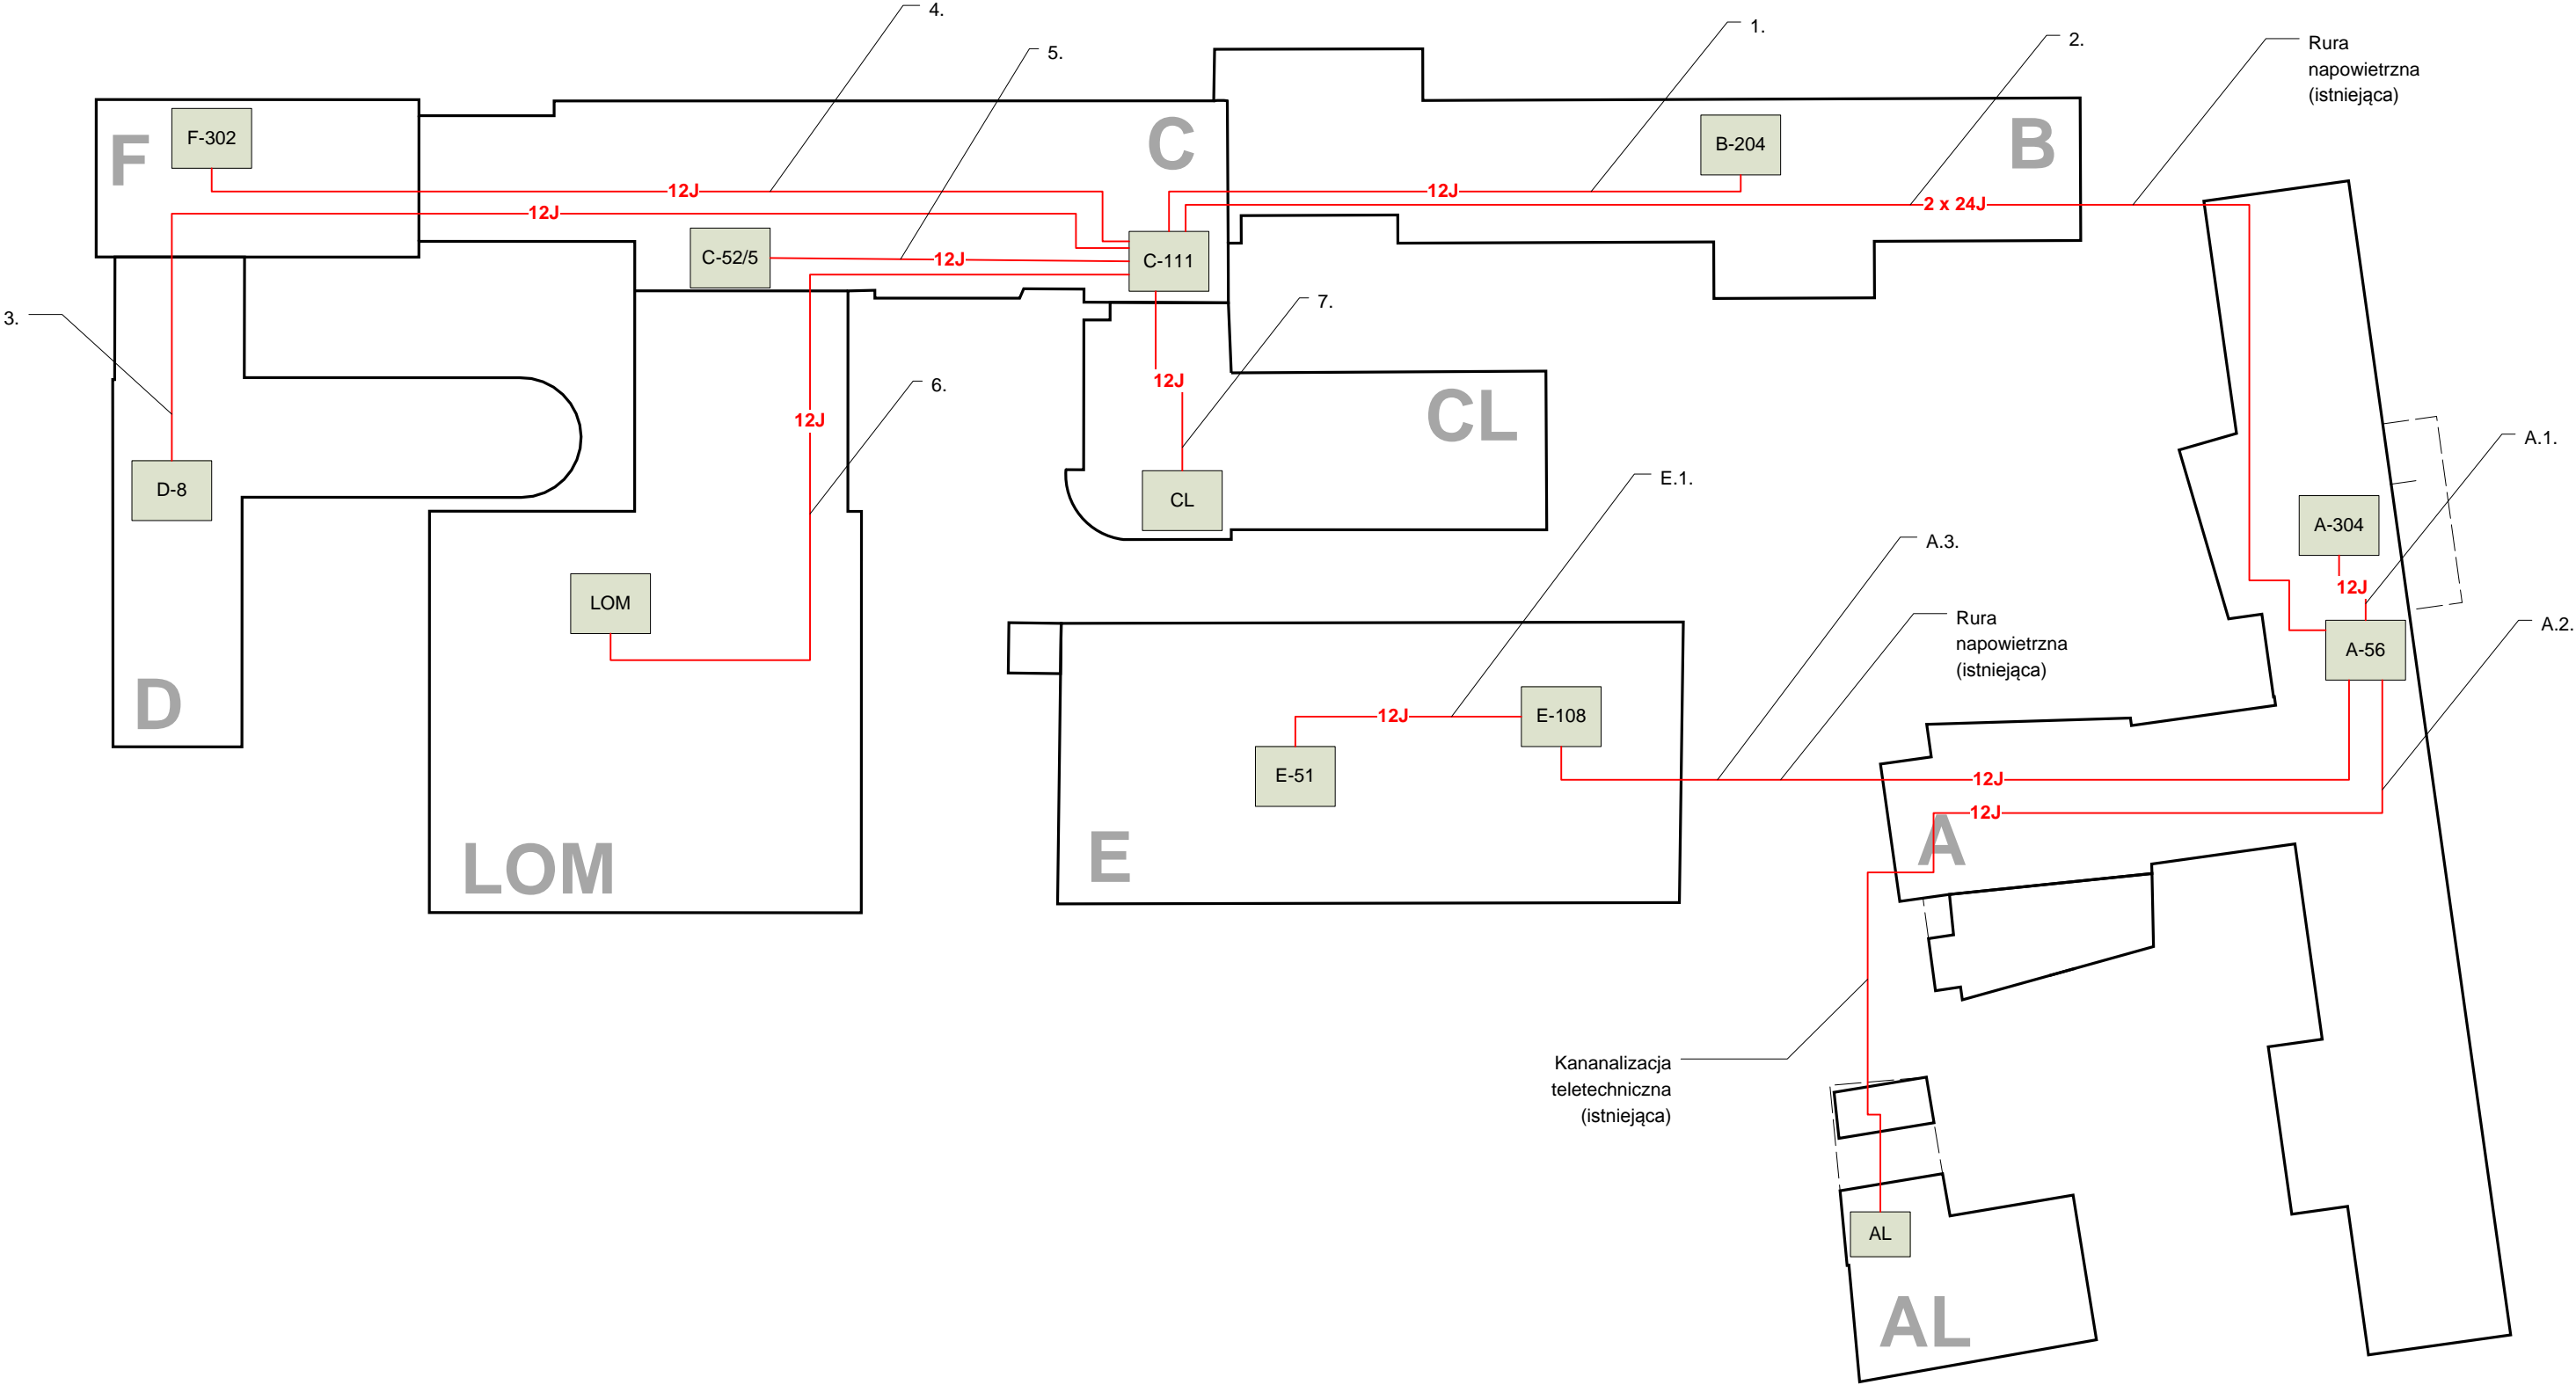 4.
1.
5.
2.
Rura
napowietrzna
(istniejąca)
F
F-302
C
B-204
B
12J
12J
12J
2 x 24J
C-52/5
12J
C-111
3.
7.
12J
6.
12J
CL
A.1.
E.1.
D-8
CL
A-304
A.3.
12J
LOM
Rura
napowietrzna
(istniejąca)
A.2.
A-56
D
12J
E-108
E-51
12J
12J
A
E
LOM
Kananalizacja
teletechniczna
(istniejąca)
AL
AL